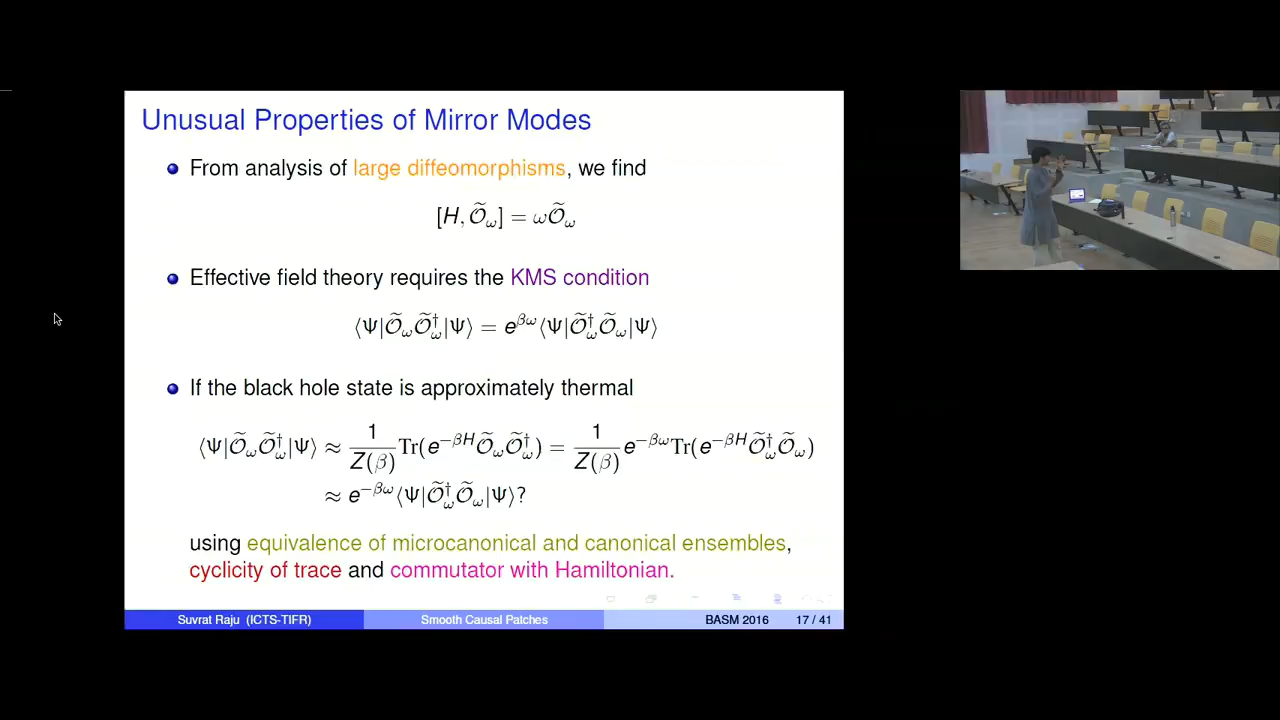 Unusual Properties of Mirror Modes
From analysis of large diffeomorphisms, we find
[H, Õ_ω] = ωÕ_ω
Effective field theory requires the KMS condition
⟨Ψ|Õ_ω Õ_ω^†|Ψ⟩ = e^{βω}⟨Ψ|Õ_ω^† Õ_ω|Ψ⟩
If the black hole state is approximately thermal
⟨Ψ|Õ_ω Õ_ω^†|Ψ⟩ ≈ 1/Z(β) Tr(e^{−βH} Õ_ω Õ_ω^†) = 1/Z(β) e^{−βω} Tr(e^{−βH} Õ_ω^† Õ_ω)
≈ e^{−βω}⟨Ψ|Õ_ω^† Õ_ω|Ψ⟩?
using equivalence of microcanonical and canonical ensembles,
cyclicity of trace and commutator with Hamiltonian.
Suvrat Raju (ICTS-TIFR) Smooth Causal Patches BASM 2016 17 / 41